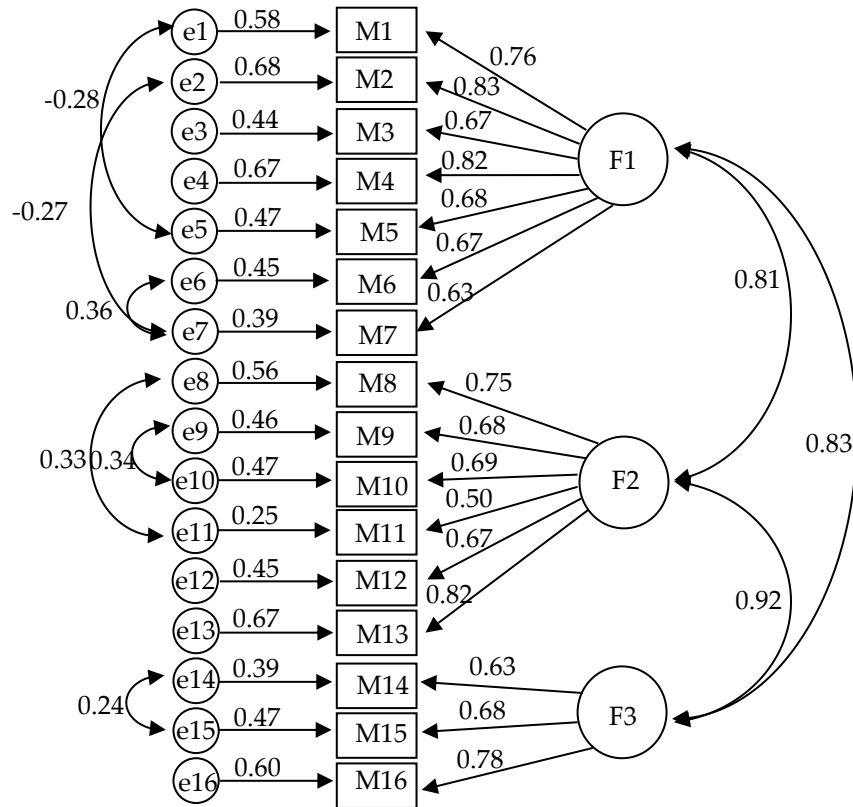 e1 0.58 M1
0.76
e2 0.68 M2
-0.28 0.83
e3 0.44 M3 0.67 F1
e4 0.67 M4 0.82
-0.27 e5 0.47 M5 0.68
e6 0.45 M6 0.67
0.81
0.36 e7 0.39 M7 0.63
e8 0.56 M8 0.75
e9 0.46 M9 0.68
0.33 0.34 0.83
e10 0.47 M10 0.69 F2
e11 0.25 M11 0.50
e12 0.45 M12 0.67
0.82 0.92
e13 0.67 M13
e14 0.39 M14 0.63
0.24 F3
e15 0.47 M15 0.68
e16 0.60 M16 0.78